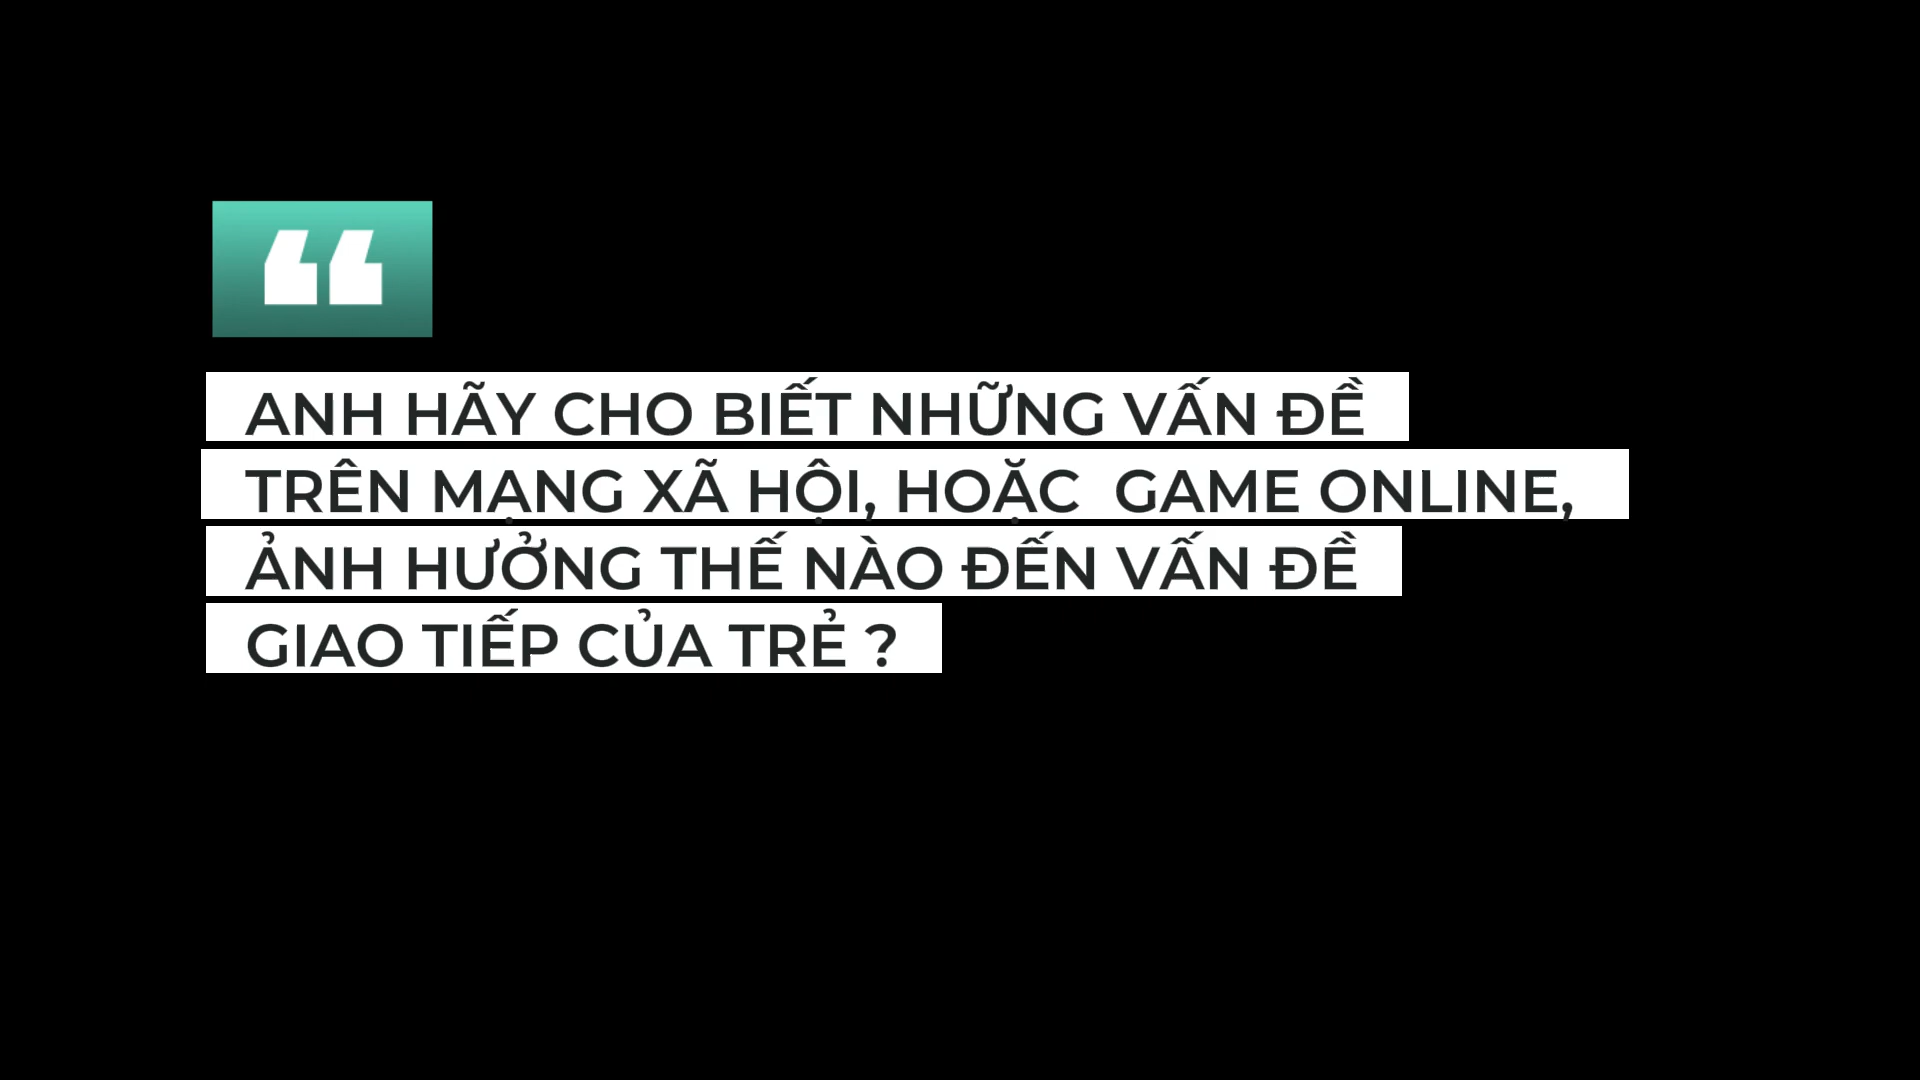 “
ANH HÃY CHO BIẾT NHỮNG VẤN ĐỀ
TRÊN MẠNG XÃ HỘI, HOẶC  GAME ONLINE,
ẢNH HƯỞNG THẾ NÀO ĐẾN VẤN ĐỀ
GIAO TIẾP CỦA TRẺ ?